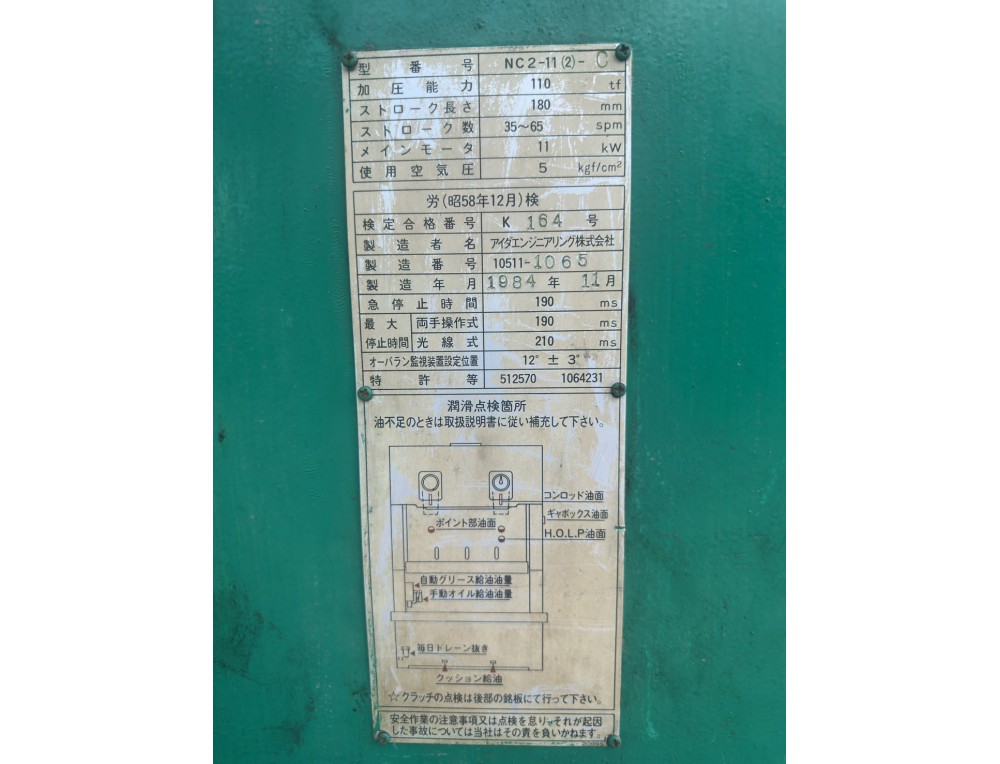 型番号 NC2-11(2)-C
加圧能力 110 tf
ストローク長さ 180 mm
ストローク数 35~65 spm
メインモータ 11 kW
使用空気圧 5 kgf/cm²
労(昭58年12月)検
検定合格番号 K 164 号
製造者名 アイダエンジニアリング株式会社
製造番号 10511-1065
製造年月 1984年 11月
急停止時間 190 ms
最大停止時間 両手操作式 190 ms
光線式 210 ms
オーバラン監視装置設定位置 12° ± 3°
特許等 512570 1064231
潤滑点検箇所
油不足のときは取扱説明書に従い補充して下さい。
コンロッド油面
ギャボックス油面
ポイント部油面
H.O.L.P油面
自動グリース給油油量
手動オイル給油油量
毎日ドレーン抜き
クッション給油
☆クラッチの点検は後部の銘板にて行って下さい。
安全作業の注意事項又は点検を怠り、それが起因
した事故については当社はその責を負いかねます。